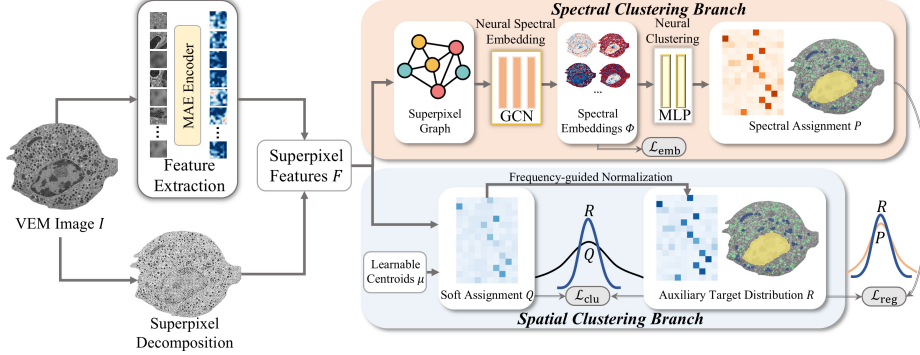 Spectral Clustering Branch
MAE Encoder
......
Feature
Extraction
VEM Image I
Superpixel
Decomposition
Superpixel
Features F
Superpixel
Graph
Neural Spectral
Embedding
GCN
...
Spectral
Embeddings Φ
ℒemb
Neural
Clustering
MLP
Spectral Assignment P
Frequency-guided Normalization
Learnable
Centroids μ
Soft Assignment Q
R
Q
ℒclu
Auxiliary Target Distribution R
R
P
ℒreg
Spatial Clustering Branch